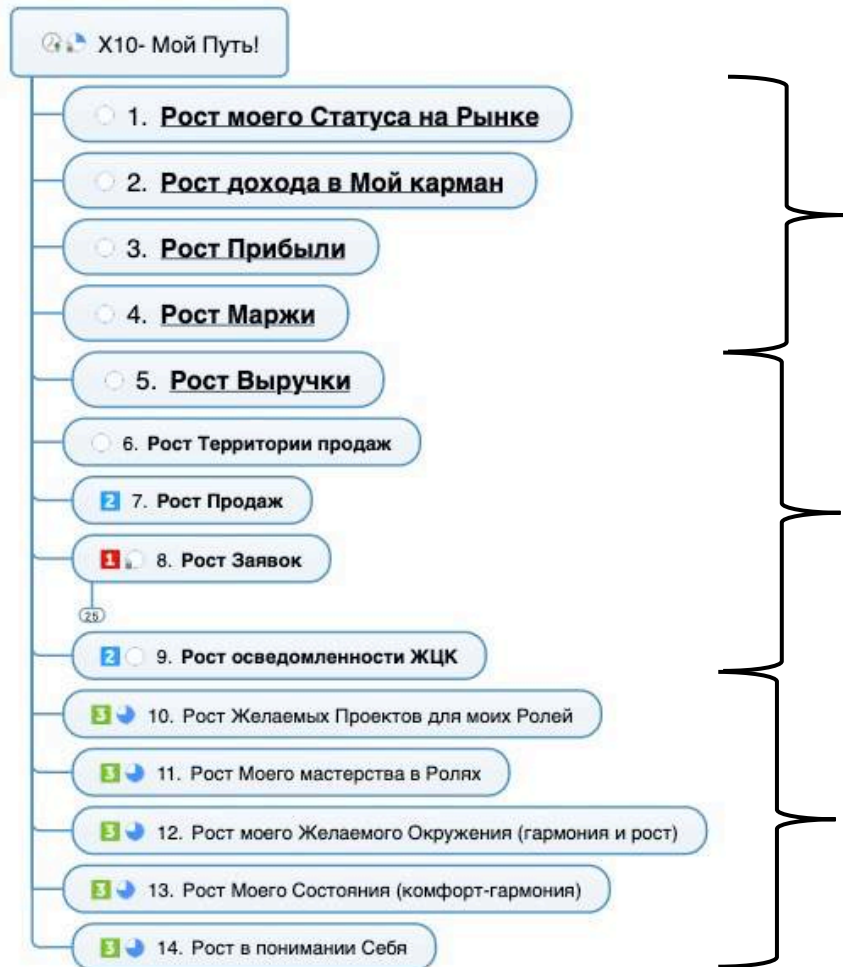 X10- Мой Путь!
1. Рост моего Статуса на Рынке
2. Рост дохода в Мой карман
3. Рост Прибыли
4. Рост Маржи
5. Рост Выручки
6. Рост Территории продаж
2 7. Рост Продаж
1 8. Рост Заявок
25
2 9. Рост осведомленности ЖЦК
3 10. Рост Желаемых Проектов для моих Ролей
3 11. Рост Моего мастерства в Ролях
3 12. Рост моего Желаемого Окружения (гармония и рост)
3 13. Рост Моего Состояния (комфорт-гармония)
3 14. Рост в понимании Себя